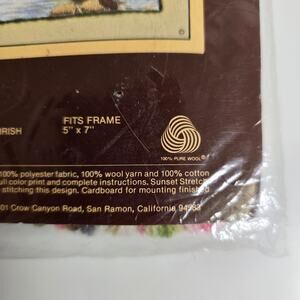 FITS FRAME
RISH 5" x 7"
100% PURE WOOL ®
100% polyester fabric, 100% wool yarn and 100% cotton
ull color print and complete instructions. Sunset Stretch
stitching this design. Cardboard for mounting finished
01 Crow Canyon Road, San Ramon, California 94583